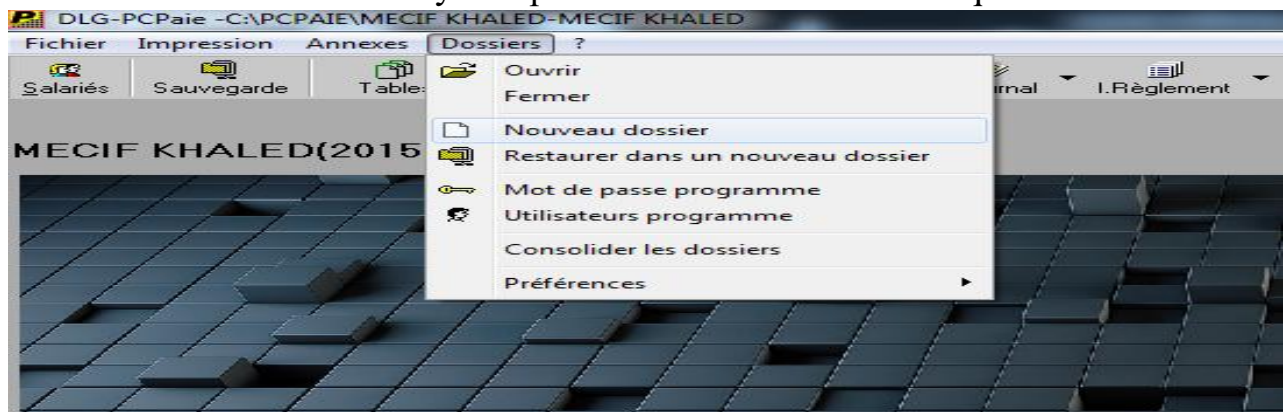 DLG-PCPaie -C:\PCPAIE\MECIF KHALED-MECIF KHALED
Fichier Impression Annexes Dossiers ?
Salariés Sauvegarde Table I.Règlement
Ouvrir
Fermer
Nouveau dossier
MECIF KHALED(2015
Restaurer dans un nouveau dossier
Mot de passe programme
Utilisateurs programme
Consolider les dossiers
Préférences